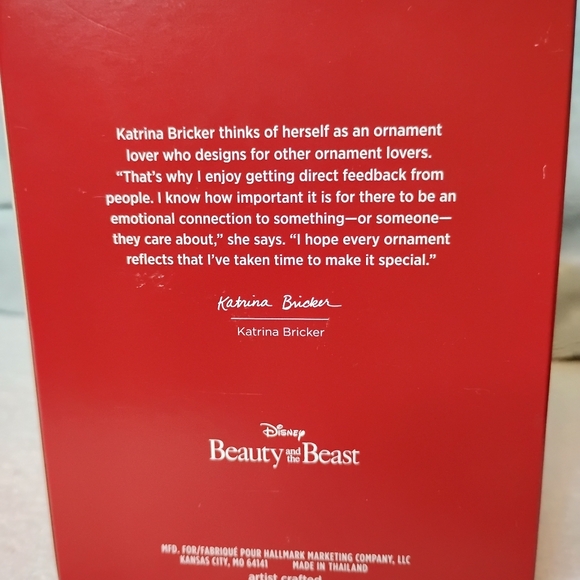 Katrina Bricker thinks of herself as an ornament
lover who designs for other ornament lovers.
“That’s why I enjoy getting direct feedback from
people. I know how important it is for there to be an
emotional connection to something—or someone—
they care about,” she says. “I hope every ornament
reflects that I’ve taken time to make it special.”
Katrina Bricker
Katrina Bricker
Disney
Beauty and the Beast
MFD. FOR/FABRIQUÉ POUR HALLMARK MARKETING COMPANY, LLC
KANSAS CITY, MO 64141 MADE IN THAILAND
artist crafted